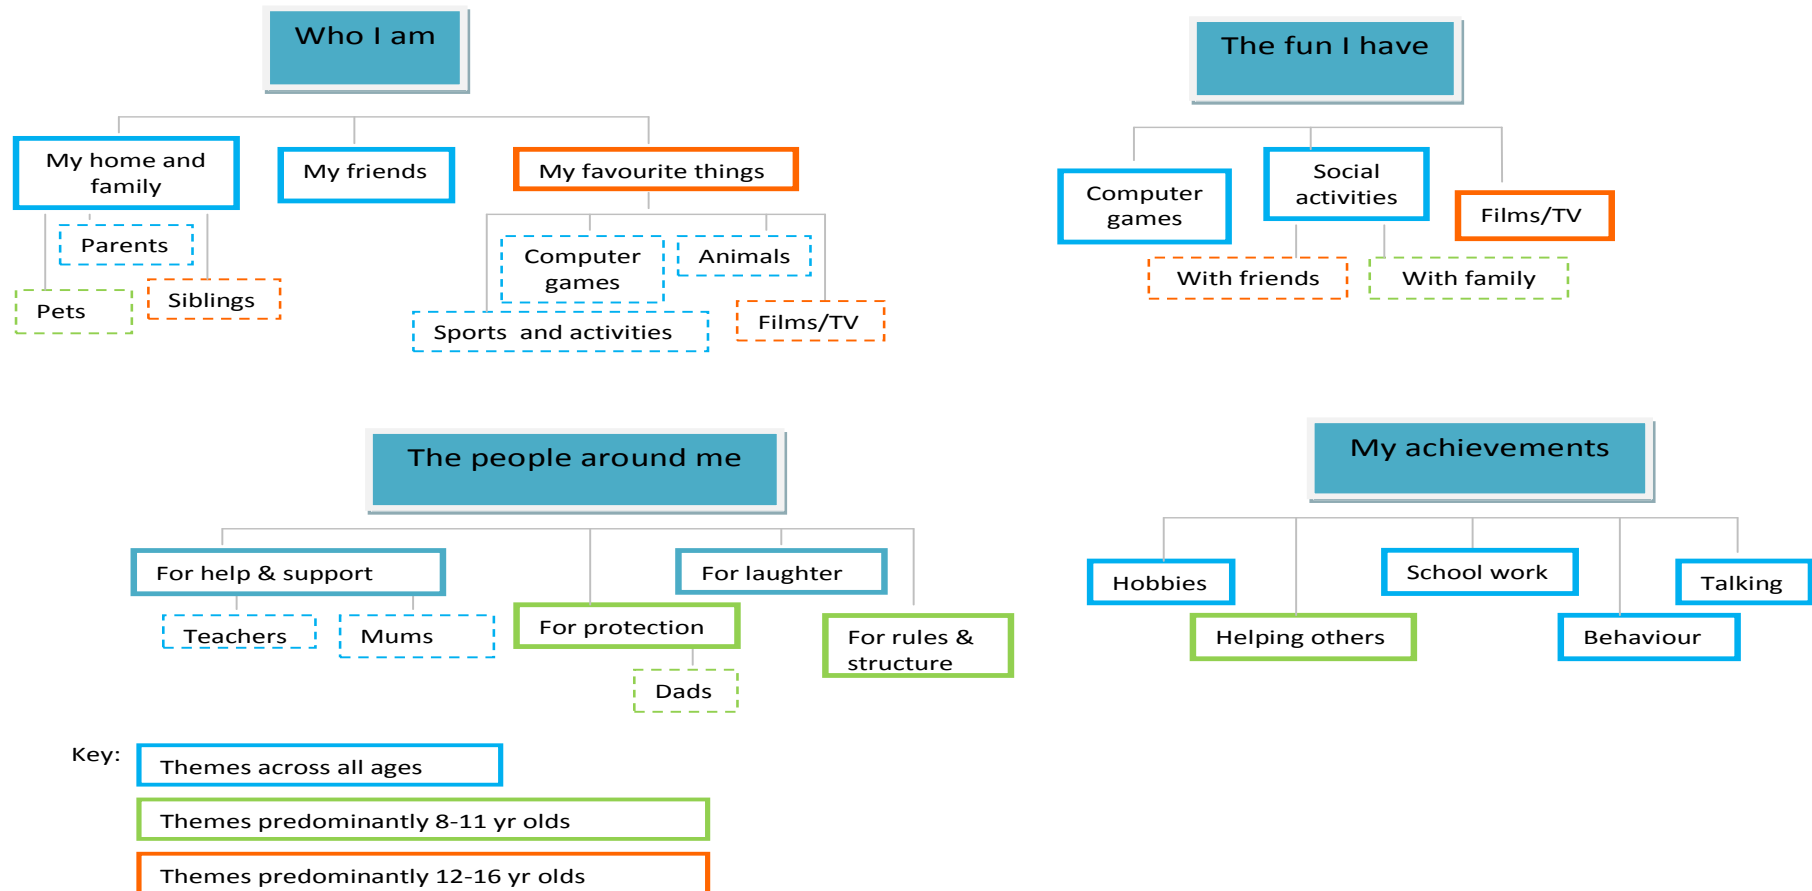 Who I am
My home and
family
My friends
My favourite things
Parents
Pets
Siblings
Computer
games
Animals
Sports and activities
Films/TV
The fun I have
Computer
games
Social
activities
Films/TV
With friends
With family
The people around me
For help & support
For laughter
Teachers
Mums
For protection
For rules &
structure
Dads
My achievements
Hobbies
School work
Talking
Helping others
Behaviour
Key:
Themes across all ages
Themes predominantly 8-11 yr olds
Themes predominantly 12-16 yr olds